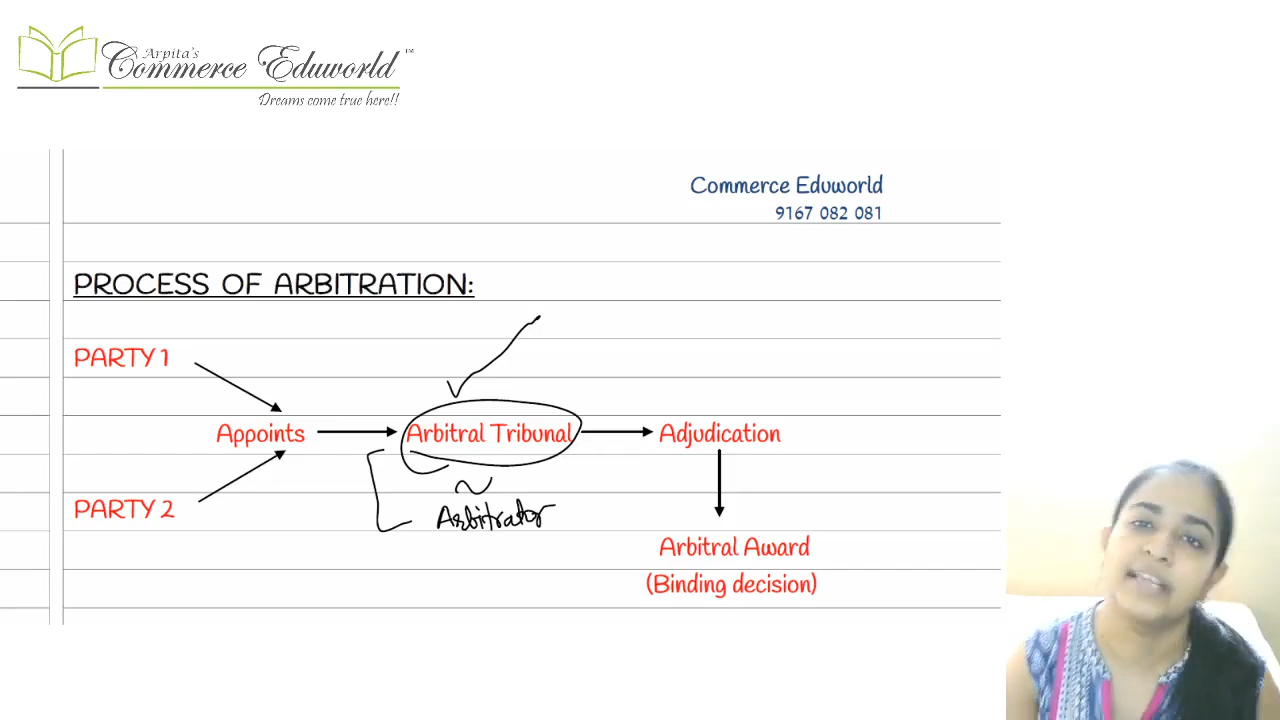 Arpita's
Commerce Eduworld™
Dreams come true here!!
Commerce Eduworld
9167 082 081
PROCESS OF ARBITRATION:
PARTY 1
Appoints
Arbitral Tribunal
Adjudication
PARTY 2
Arbitrator
Arbitral Award
(Binding decision)